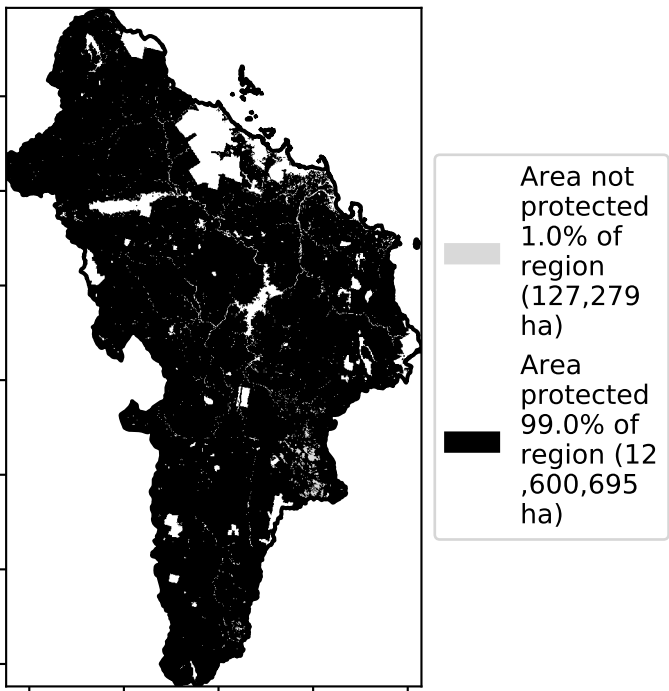 Area not
protected
1.0% of
region
(127,279
ha)
Area
protected
99.0% of
region (12
,600,695
ha)